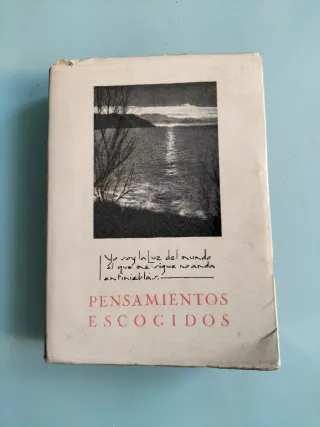 Yo soy la Luz del mundo
el que me sigue no anda
en tinieblas.
PENSAMIENTOS
ESCOGIDOS